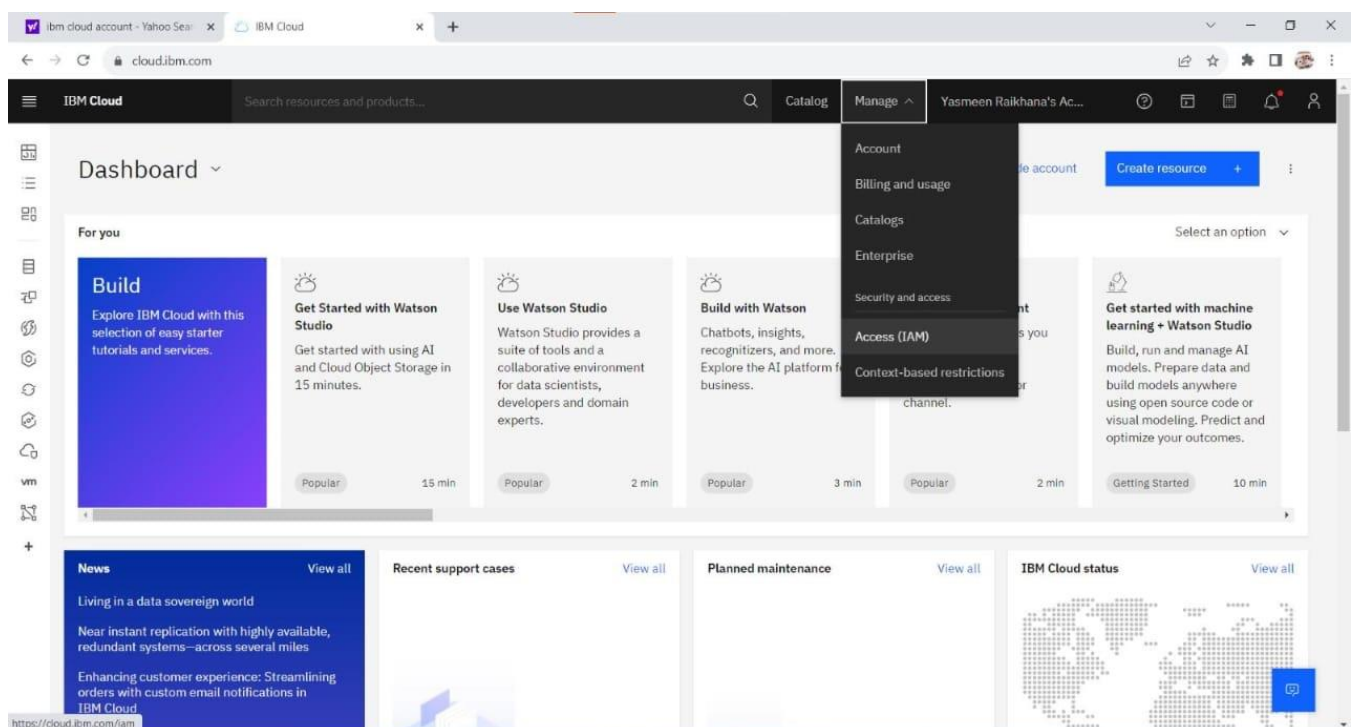 ibm cloud account - Yahoo Sear
IBM Cloud
cloud.ibm.com
IBM Cloud
Search resources and products...
Catalog
Manage
Yasmeen Raikhana's Ac...
Dashboard
account
Create resource +
Account
Billing and usage
Catalogs
Enterprise
Security and access
Access (IAM)
Context-based restrictions
For you
Select an option
Build
Explore IBM Cloud with this
selection of easy starter
tutorials and services.
Get Started with Watson
Studio
Get started with using AI
and Cloud Object Storage in
15 minutes.
Popular
15 min
Use Watson Studio
Watson Studio provides a
suite of tools and a
collaborative environment
for data scientists,
developers and domain
experts.
Popular
2 min
Build with Watson
Chatbots, insights,
recognitizers, and more.
Explore the AI platform f
business.
Popular
3 min
nt
s you
or
channel.
Popular
2 min
Get started with machine
learning + Watson Studio
Build, run and manage AI
models. Prepare data and
build models anywhere
using open source code or
visual modeling. Predict and
optimize your outcomes.
Getting Started
10 min
vm
News
View all
Living in a data sovereign world
Near instant replication with highly available,
redundant systems—across several miles
Enhancing customer experience: Streamlining
orders with custom email notifications in
IBM Cloud
Recent support cases
View all
Planned maintenance
View all
IBM Cloud status
View all
https://cloud.ibm.com/iam